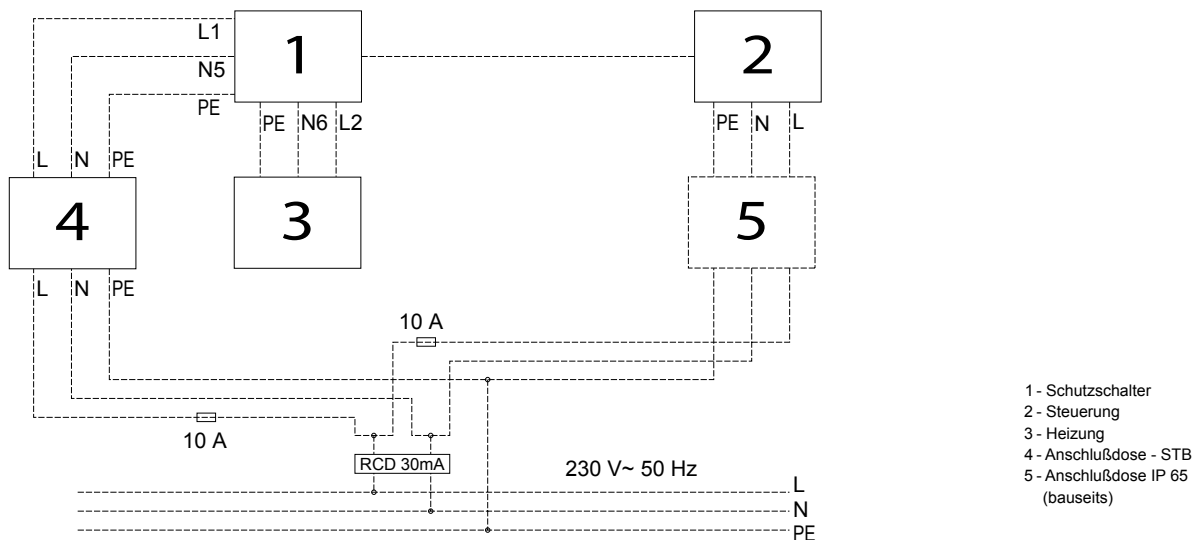 L1
1
2
N5
PE
PE N6 L2
PE N L
L N PE
4
3
5
L N PE
10 A
10 A
RCD 30mA
230 V~ 50 Hz
L
N
PE
1 - Schutzschalter
2 - Steuerung
3 - Heizung
4 - Anschlußdose - STB
5 - Anschlußdose IP 65
(bauseits)